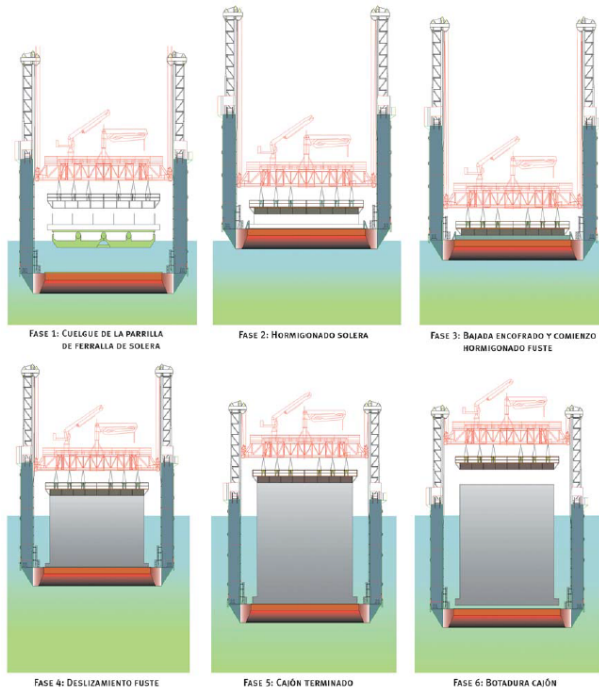 FASE 1: CUELGUE DE LA PARRILLA
DE FERRALLA DE SOLERA
FASE 2: HORMIGONADO SOLERA
FASE 3: BAJADA ENCOFRADO Y COMIENZO
HORMIGONADO FUSTE
FASE 4: DESLIZAMIENTO FUSTE
FASE 5: CAJÓN TERMINADO
FASE 6: BOTADURA CAJÓN